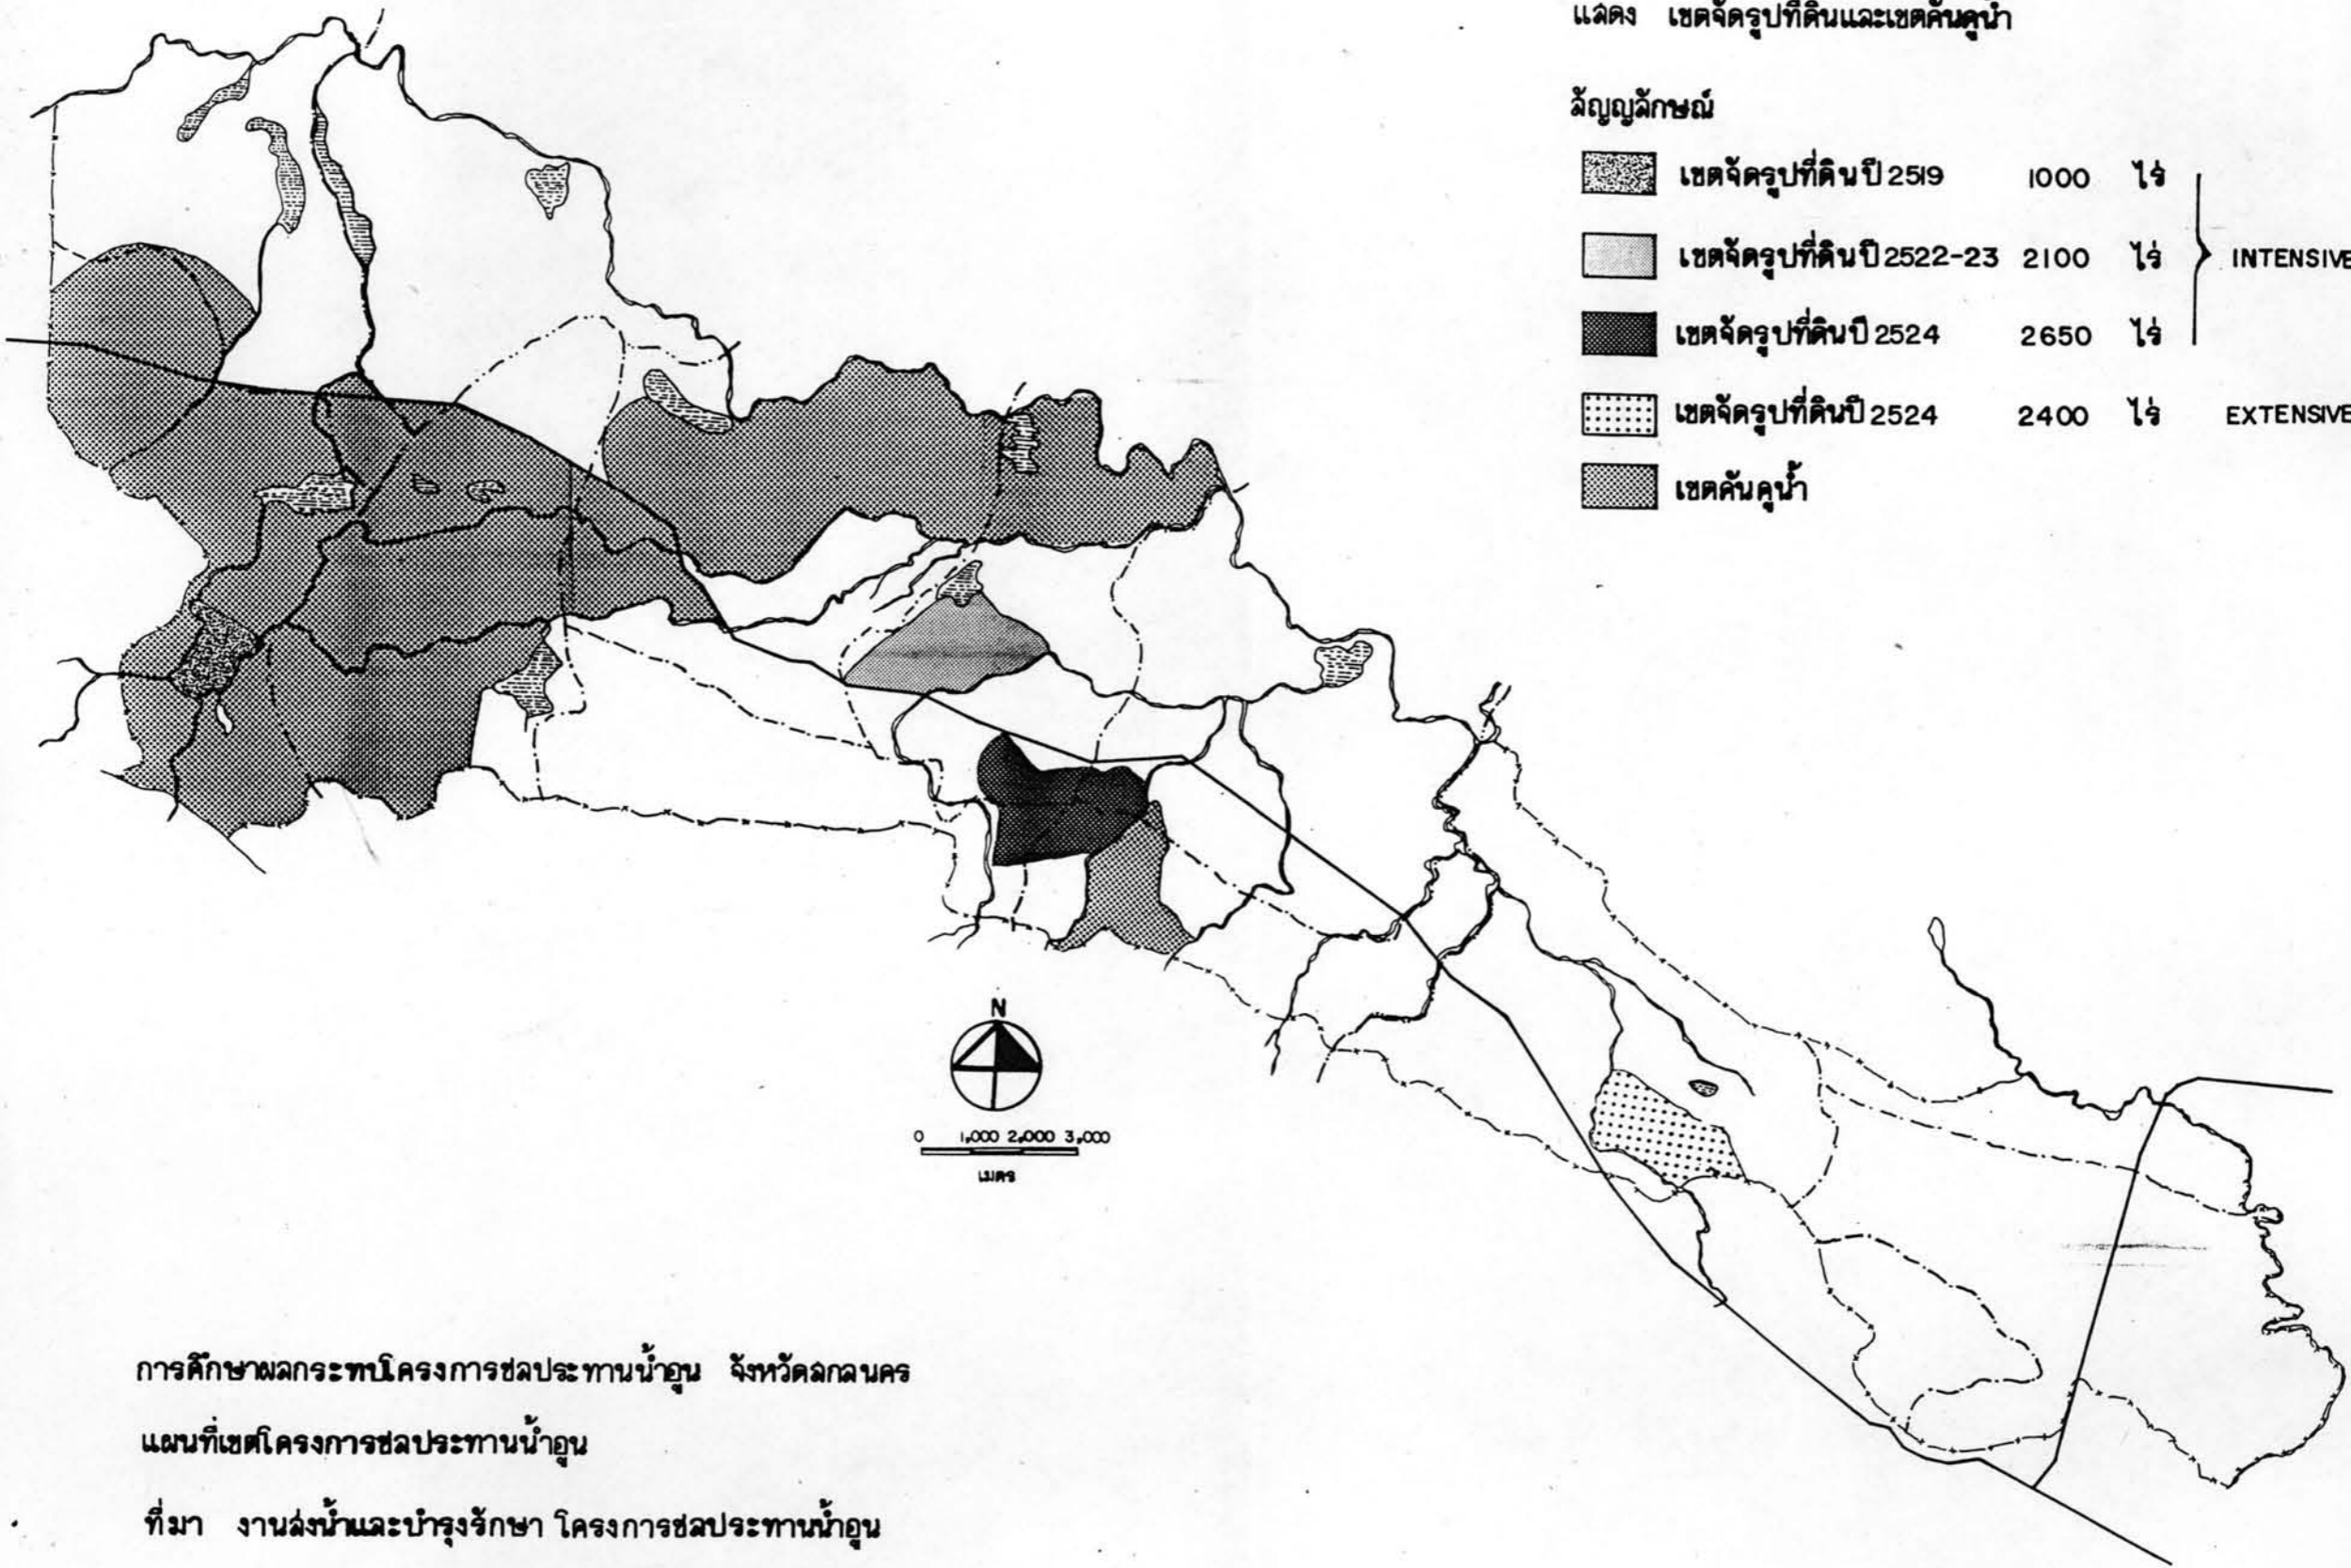 แสดง เขตจัดรูปที่ดินและเขตคันคูน้ำ
สัญญลักษณ์
เขตจัดรูปที่ดินปี 2519 1000 ไร่
เขตจัดรูปที่ดินปี 2522-23 2100 ไร่ INTENSIVE
เขตจัดรูปที่ดินปี 2524 2650 ไร่
เขตจัดรูปที่ดินปี 2524 2400 ไร่ EXTENSIVE
เขตคันคูน้ำ
N
0 1,000 2,000 3,000
เมตร
การศึกษาผลกระทบโครงการชลประทานน้ำอูน จังหวัดสกลนคร
แผนที่เขตโครงการชลประทานน้ำอูน
ที่มา งานส่งน้ำและบำรุงรักษา โครงการชลประทานน้ำอูน